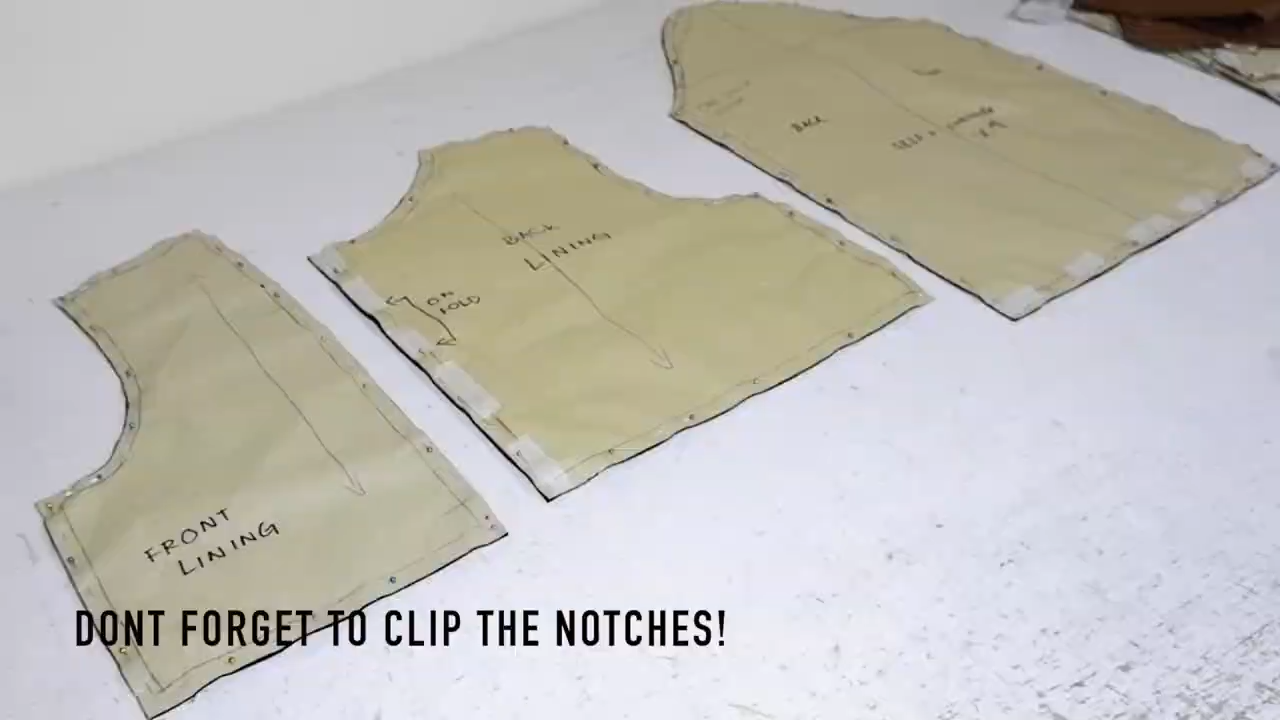 BACK
BACK
LINING
ON
FOLD
FRONT
LINING
DONT FORGET TO CLIP THE NOTCHES!